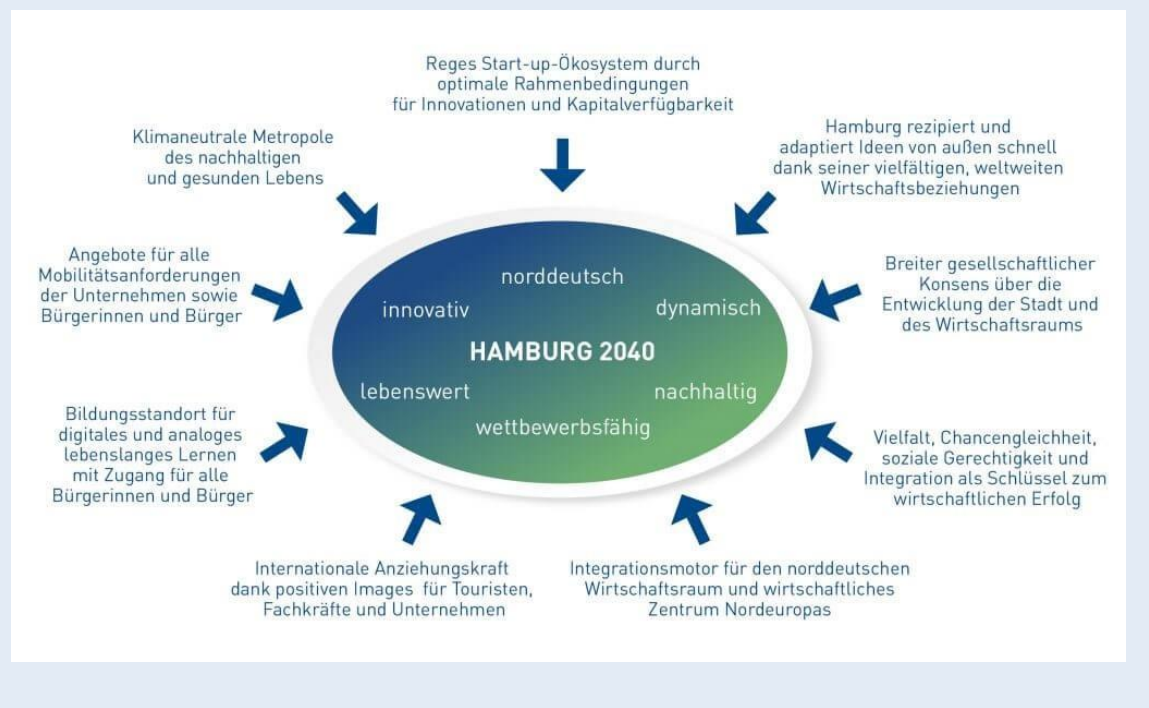 Reges Start-up-Ökosystem durch
optimale Rahmenbedingungen
für Innovationen und Kapitalverfügbarkeit
Klimaneutrale Metropole
des nachhaltigen
und gesunden Lebens
Hamburg rezipiert und
adaptiert Ideen von außen schnell
dank seiner vielfältigen, weltweiten
Wirtschaftsbeziehungen
Angebote für alle
Mobilitätsanforderungen
der Unternehmen sowie
Bürgerinnen und Bürger
Breiter gesellschaftlicher
Konsens über die
Entwicklung der Stadt und
des Wirtschaftsraums
norddeutsch
innovativ
dynamisch
HAMBURG 2040
lebenswert
nachhaltig
wettbewerbsfähig
Bildungsstandort für
digitales und analoges
lebenslanges Lernen
mit Zugang für alle
Bürgerinnen und Bürger
Vielfalt, Chancengleichheit,
soziale Gerechtigkeit und
Integration als Schlüssel zum
wirtschaftlichen Erfolg
Internationale Anziehungskraft
dank positiven Images für Touristen,
Fachkräfte und Unternehmen
Integrationsmotor für den norddeutschen
Wirtschaftsraum und wirtschaftliches
Zentrum Nordeuropas